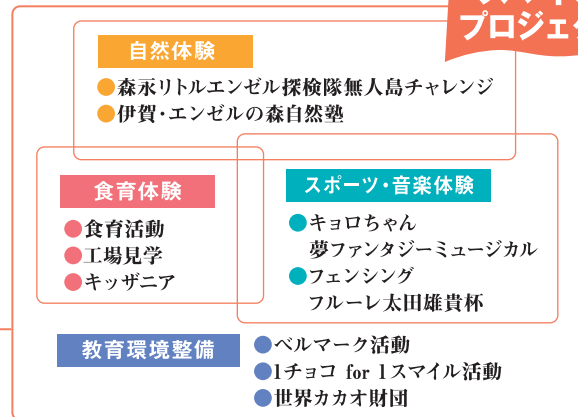 プロジェ
自然体験
●森永リトルエンゼル探検隊無人島チャレンジ
●伊賀・エンゼルの森自然塾
食育体験
●食育活動
●工場見学
●キッザニア
スポーツ・音楽体験
●キョロちゃん
夢ファンタジーミュージカル
●フェンシング
フルーレ太田雄貴杯
教育環境整備
●ベルマーク活動
●1チョコ for 1スマイル活動
●世界カカオ財団